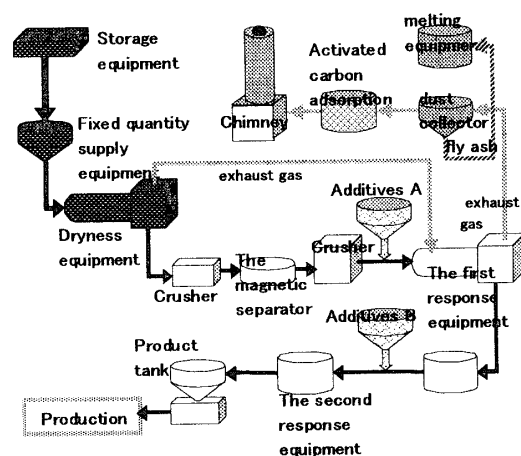 Storage
equipment
melting
equipment
Activated
carbon
adsorption
Chimney
dust
collector
fly ash
Fixed quantity
supply
equipmen
exhaust gas
Additives A
exhaust
gas
Dryness
equipment
Crusher
The
magnetic
separator
Crusher
The first
response
equipment
Additives B
Product
tank
The second
response
equipment
Production